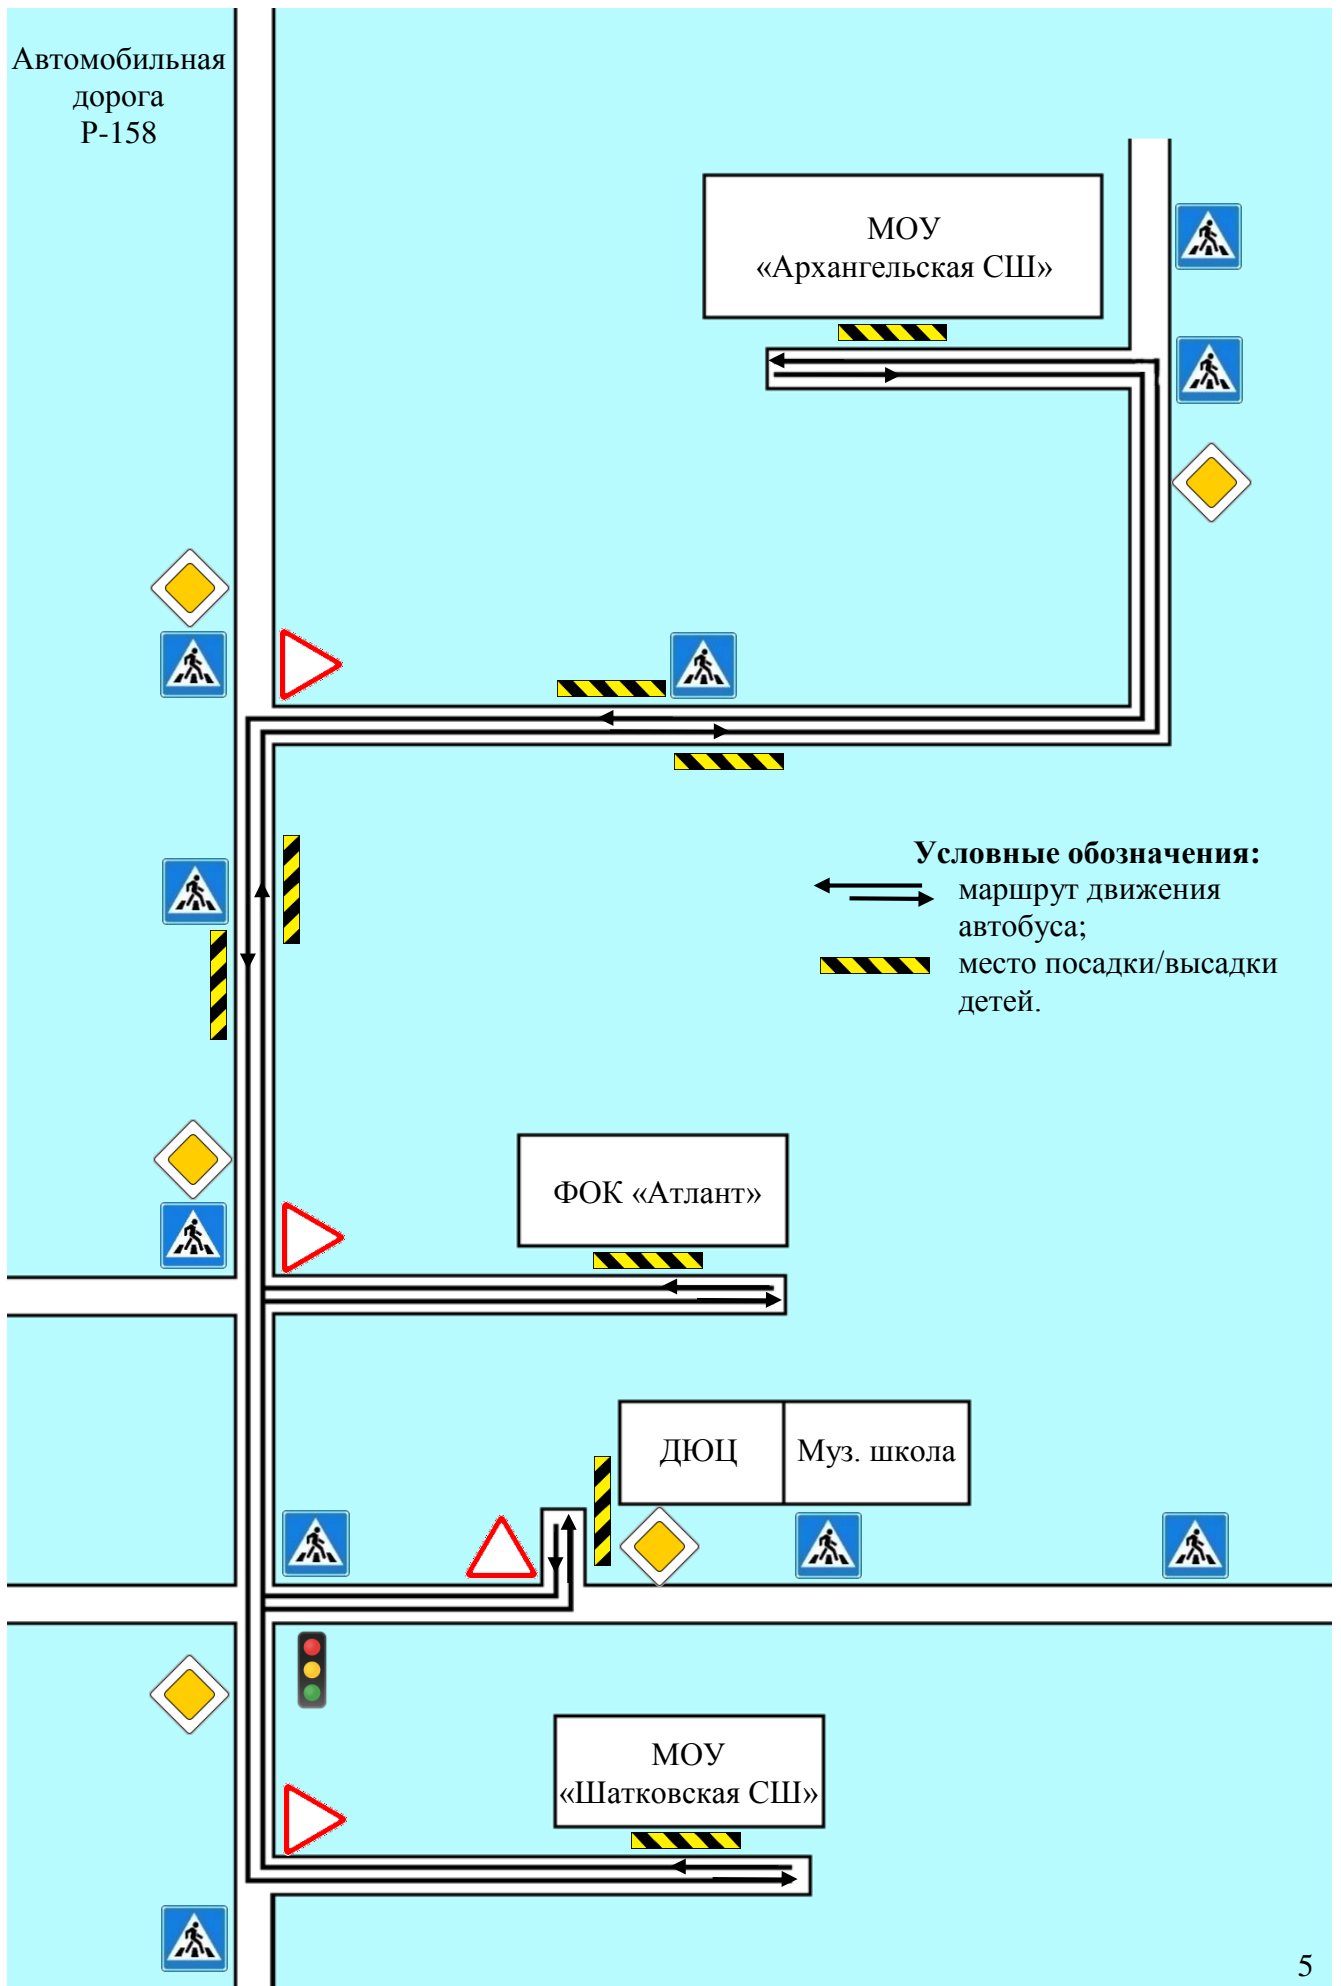 Автомобильная
дорога
Р-158
МОУ
«Архангельская СШ»
Условные обозначения:
маршрут движения
автобуса;
место посадки/высадки
детей.
ФОК «Атлант»
ДЮЦ
Муз. школа
МОУ
«Шатковская СШ»
5